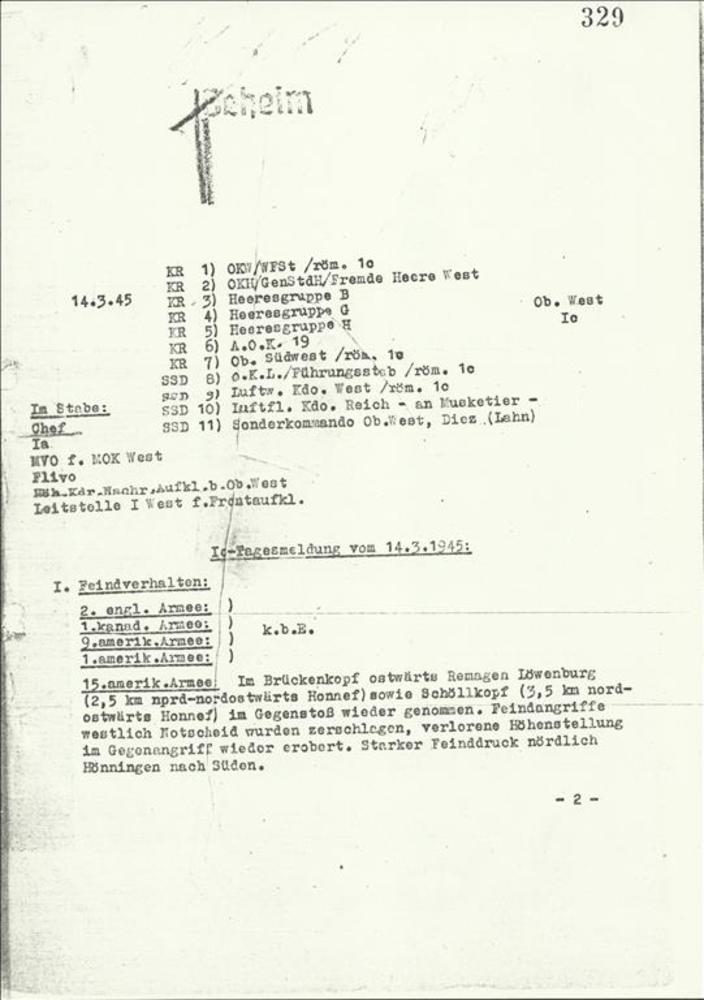 329
Geheim
KR 1) OKW/WFSt /röm. 1c
KR 2) OKH/GenStdH/Fremde Heere West
14.3.45 KR 3) Heeresgruppe B Ob. West
KR 4) Heeresgruppe G Ic
KR 5) Heeresgruppe H
KR 6) A.O.K. 19
KR 7) Ob. Südwest /röm. 1c
SSD 8) O.K.L./Führungsstab /röm. 1c
SSD 9) Luftw. Kdo. West /röm. 1c
Im Stabe: SSD 10) Luftfl. Kdo. Reich - an Musketier -
Chef SSD 11) Sonderkommando Ob.West, Diez (Lahn)
Ia
MVO f. MOK West
Flivo
Höh.Kdr.Nachr.Aufkl.b.Ob.West
Leitstelle I West f.Frontaufkl.
Ic-Tagesmeldung vom 14.3.1945:
I. Feindverhalten:
2. engl. Armee: )
1.kanad. Armee: ) k.b.E.
9.amerik.Armee: )
1.amerik.Armee: )
15.amerik.Armee: Im Brückenkopf ostwärts Remagen Löwenburg
(2,5 km nprd-nordostwärts Honnef) sowie Schöllkopf (3,5 km nord-
ostwärts Honnef) im Gegenstoß wieder genommen. Feindangriffe
westlich Notscheid wurden zerschlagen, verlorene Höhenstellung
im Gegenangriff wieder erobert. Starker Feinddruck nördlich
Hönningen nach Süden.
- 2 -